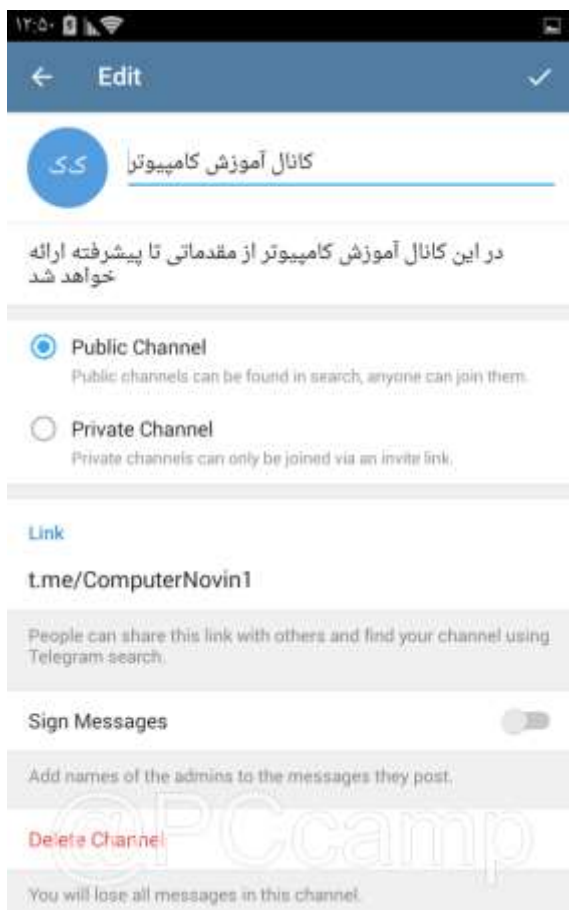 ۱۲:۵۰
Edit
ک ک
کانال آموزش کامپیوتر
در این کانال آموزش کامپیوتر از مقدماتی تا پیشرفته ارائه
خواهد شد
Public Channel
Public channels can be found in search, anyone can join them.
Private Channel
Private channels can only be joined via an invite link.
Link
t.me/ComputerNovin1
People can share this link with others and find your channel using
Telegram search.
Sign Messages
Add names of the admins to the messages they post.
@PCcamp
Delete Channel
You will lose all messages in this channel.